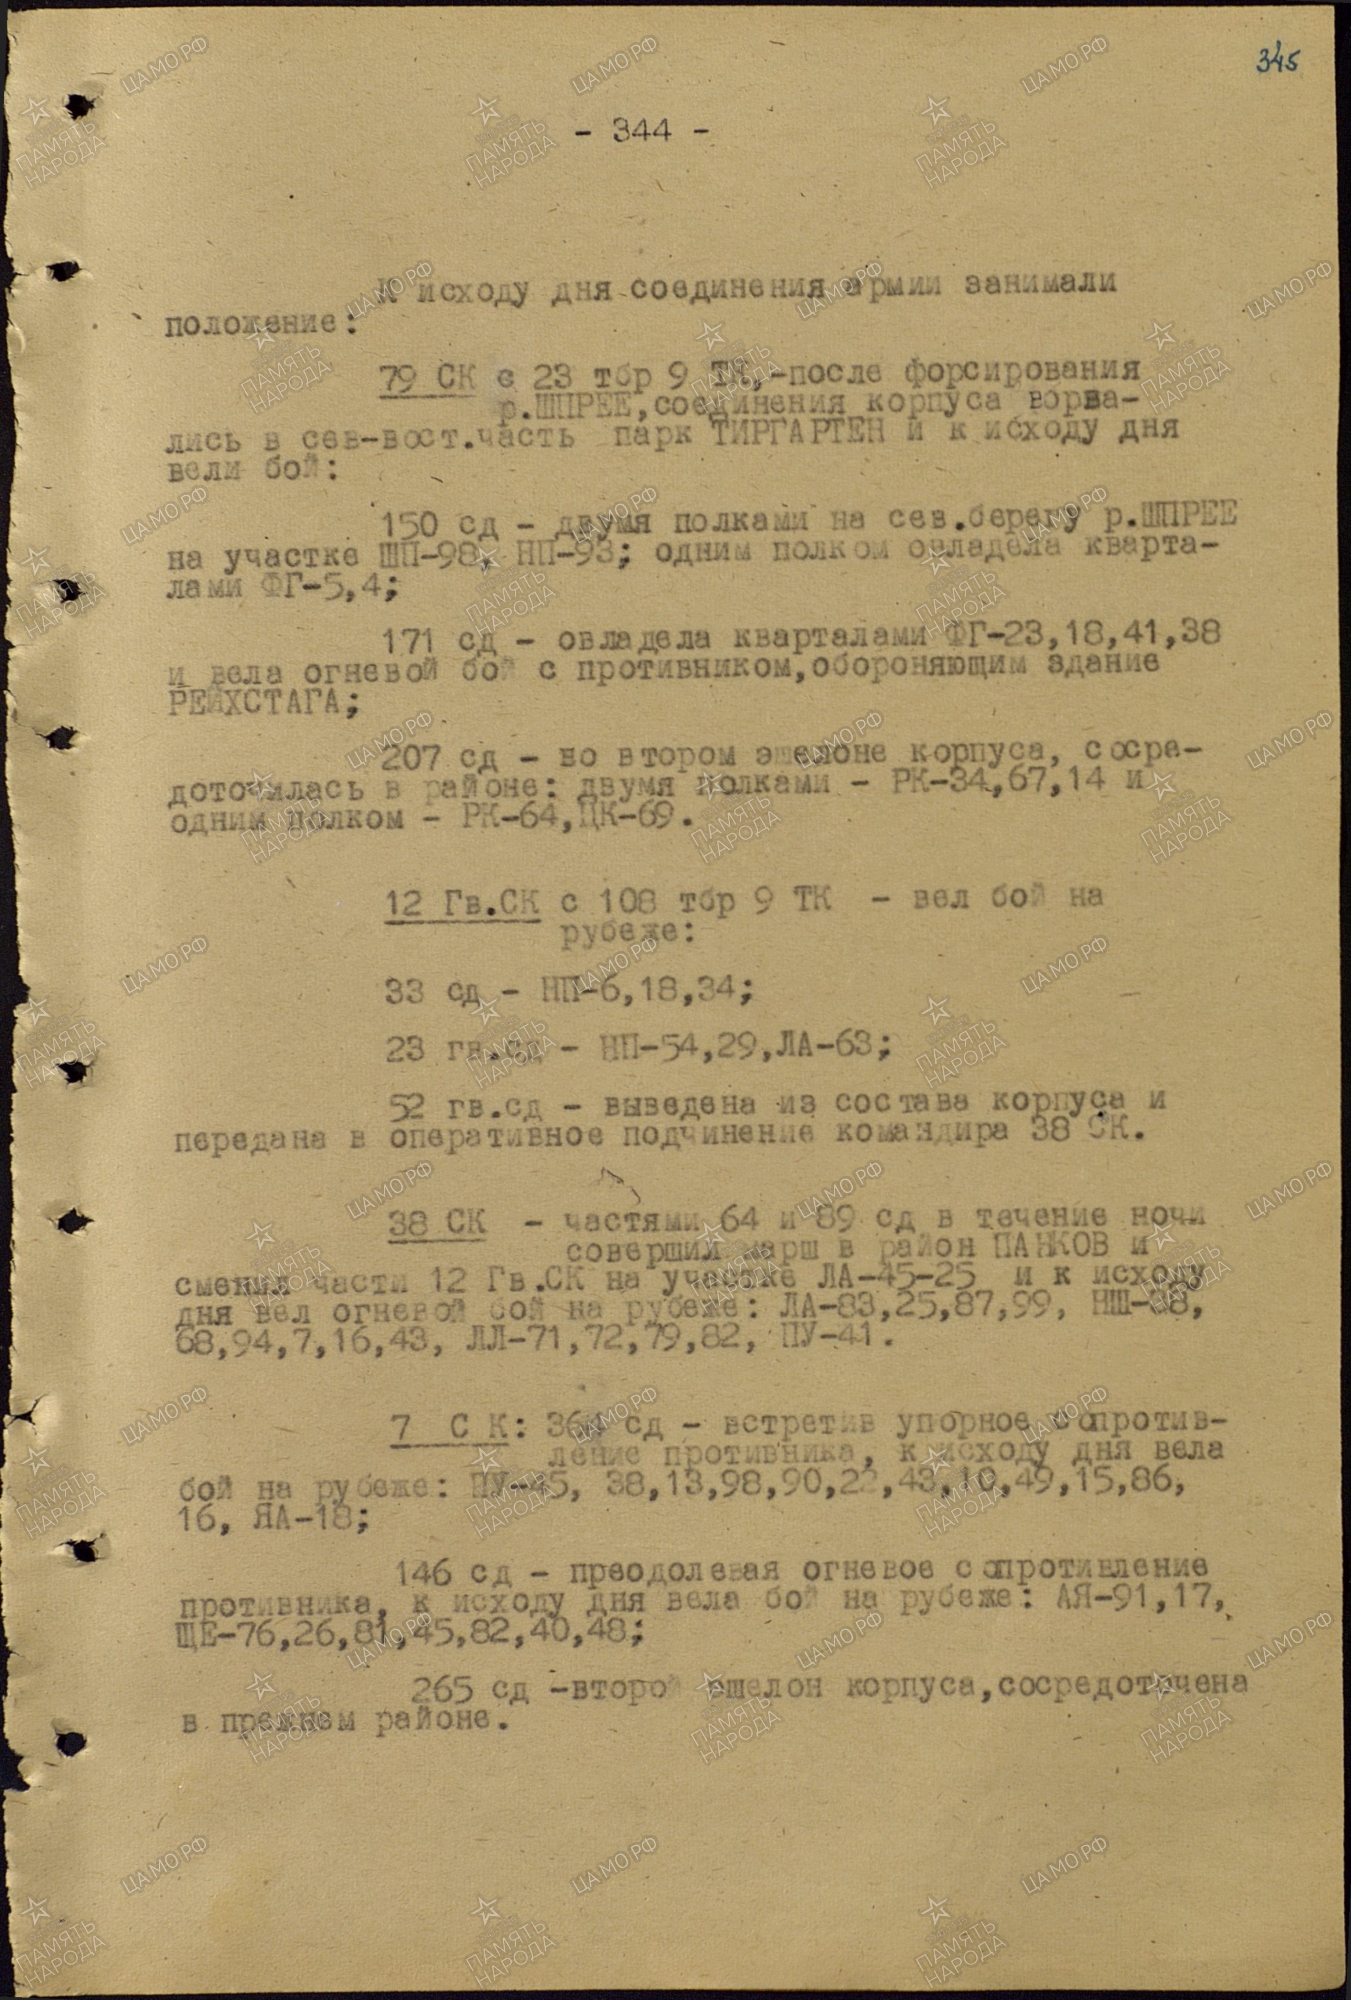 345
- 344 -
К исходу дня соединения армии занимали
положение:
79 СК с 23 тбр 9 ТК,-после форсирования
р.ШПРЕЕ,соединения корпуса ворва-
лись в сев-вост.часть парк ТИРГАРТЕН и к исходу дня
вели бой:
150 сд - двумя полками на сев.берегу р.ШПРЕЕ
на участке ШП-98, НП-93; одним полком овладела кварта-
лами ФГ-5,4;
171 сд - овладела кварталами ФГ-23,18,41,38
и вела огневой бой с противником,обороняющим здание
РЕЙХСТАГА;
207 сд - во втором эшелоне корпуса, сосре-
доточилась в районе: двумя полками - РК-34,67,14 и
одним полком - РК-64,ЦК-69.
12 Гв.СК с 108 тбр 9 ТК - вел бой на
рубеже:
33 сд - НП-6,18,34;
23 гв.сд - НП-54,29,ЛА-63;
52 гв.сд - выведена из состава корпуса и
передана в оперативное подчинение командира 38 СК.
38 СК - частями 64 и 89 сд в течение ночи
совершил марш в район ПАНКОВ и
сменил части 12 Гв.СК на участке ЛА-45-25 и к исходу
дня вел огневой бой на рубеже: ЛА-83,25,87,99, НШ-38,
68,94,7,16,43, ЛЛ-71,72,79,82, ПУ-41.
7 С К: 364 сд - встретив упорное сопротив-
ление противника, к исходу дня вела
бой на рубеже: ПУ-45, 38,13,98,90,22,43,10,49,15,86,
16, ЯА-18;
146 сд - преодолевая огневое сопротивление
противника, к исходу дня вела бой на рубеже: АЯ-91,17,
ЩЕ-76,26,81,45,82,40,48;
265 сд -второй эшелон корпуса,сосредоточена
в прежнем районе.